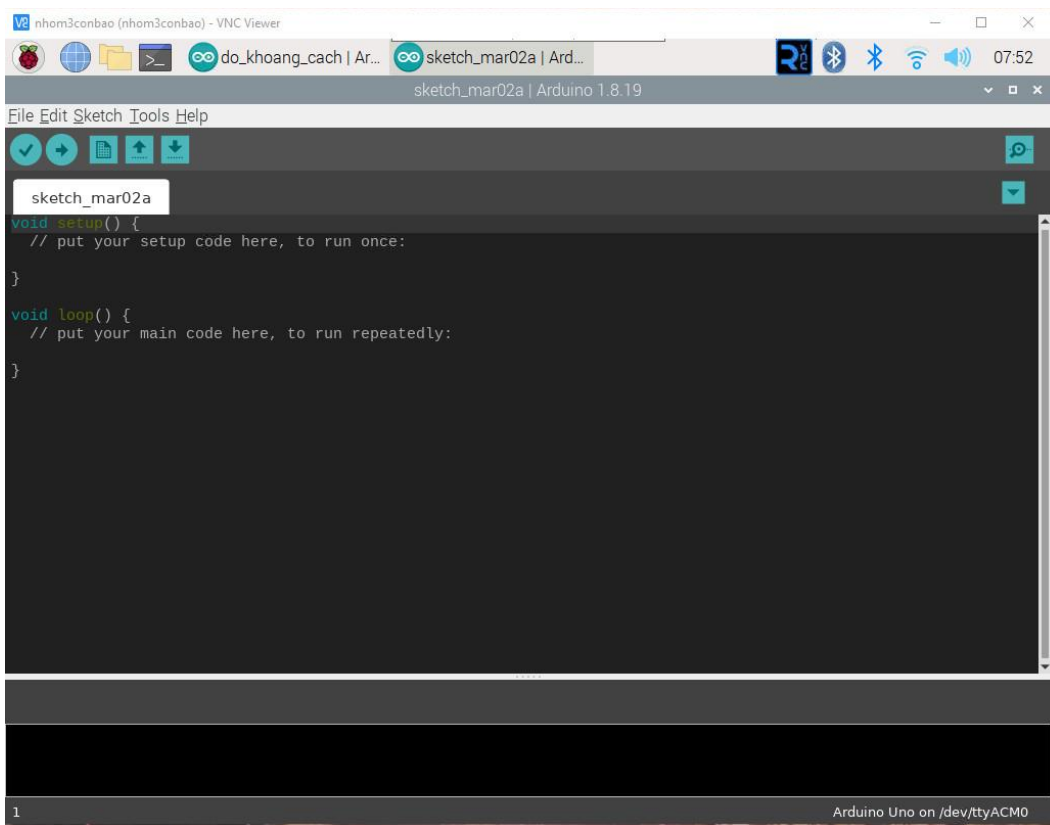 nhom3conbao (nhom3conbao) - VNC Viewer
do_khoang_cach | Ar... sketch_mar02a | Ard... 07:52
sketch_mar02a | Arduino 1.8.19
File Edit Sketch Tools Help
sketch_mar02a
void setup() {
  // put your setup code here, to run once:
}
void loop() {
  // put your main code here, to run repeatedly:
}
1 Arduino Uno on /dev/ttyACM0